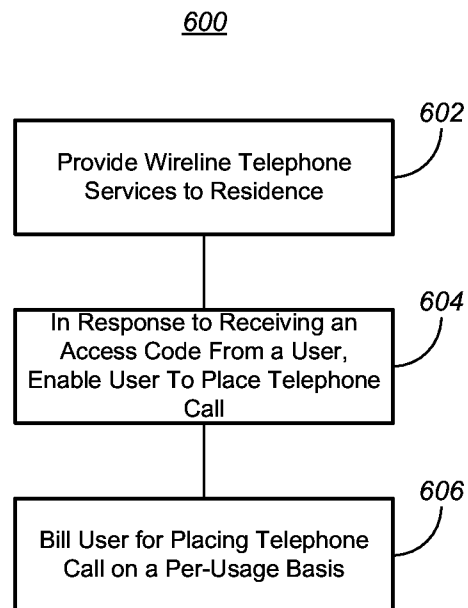 600
602
Provide Wireline Telephone
Services to Residence
604
In Response to Receiving an
Access Code From a User,
Enable User To Place Telephone
Call
606
Bill User for Placing Telephone
Call on a Per-Usage Basis